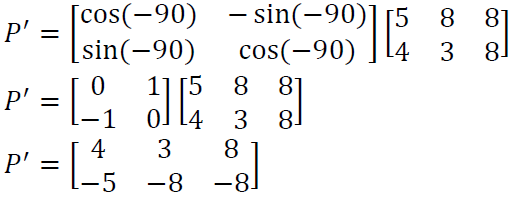 P′ = [cos(−90) − sin(−90) sin(−90) cos(−90)] [5 8 8 4 3 8]
P′ = [0 1 −1 0] [5 8 8 4 3 8]
P′ = [4 3 8 −5 −8 −8]